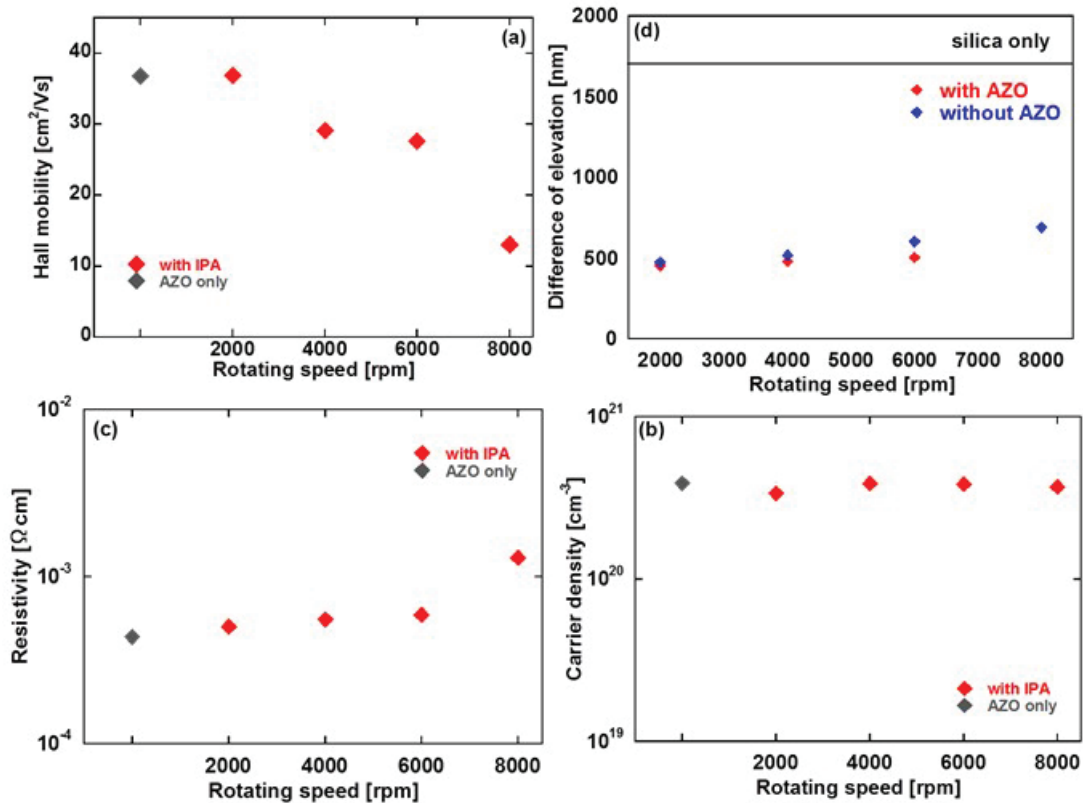 (a)
Hall mobility [cm²/Vs]
40
30
20
10
0
with IPA
AZO only
2000 4000 6000 8000
Rotating speed [rpm]
(d)
Difference of elevation [nm]
2000
1500
1000
500
0
silica only
with AZO
without AZO
2000 3000 4000 5000 6000 7000 8000
Rotating speed [rpm]
(c)
Resistivity [Ω cm]
10⁻²
10⁻³
10⁻⁴
with IPA
AZO only
2000 4000 6000 8000
Rotating speed [rpm]
(b)
Carrier density [cm⁻³]
10²¹
10²⁰
10¹⁹
with IPA
AZO only
2000 4000 6000 8000
Rotating speed [rpm]